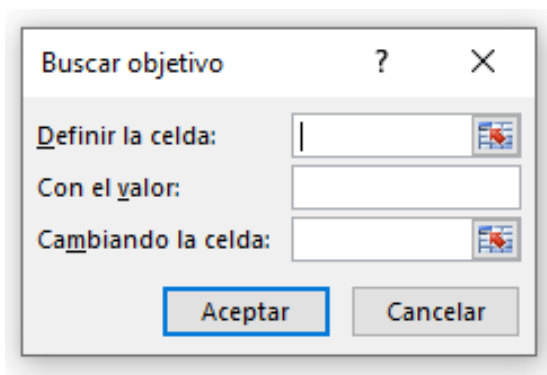 Buscar objetivo ? ×
Definir la celda:
Con el valor:
Cambiando la celda:
Aceptar Cancelar